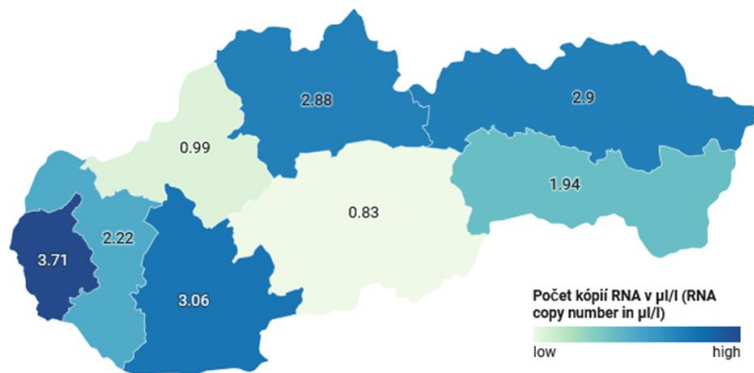 2.88
2.9
0.99
1.94
0.83
2.22
3.71
3.06
Počet kópií RNA v µl/l (RNA
copy number in µl/l)
low high